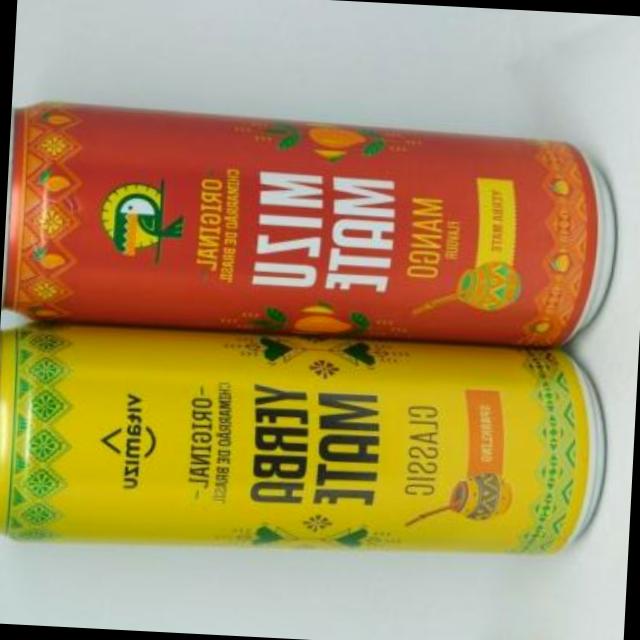 - ORIGINAL -
CHIMARRÃO DE BRASIL
MIZU
MATE
MANGO
FLAVOUR
YERBA MATE
vitamizu
- ORIGINAL -
CHIMARRÃO DE BRASIL
YERBA
MATE
CLASSIC
SPARKLING